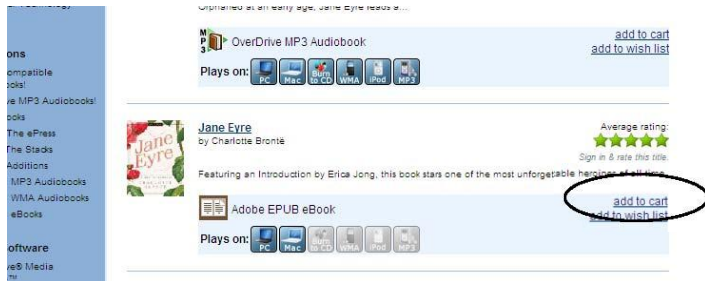 Orphaned at an early age, Jane Eyre leads a...
ons
ompatible
ooks!
ve MP3 Audiobooks!
ooks
The ePress
The Stacks
Additions
MP3 Audiobooks
WMA Audiobooks
eBooks
oftware
ve® Media
™
MP3
OverDrive MP3 Audiobook
add to cart
add to wish list
Plays on: PC Mac Burn to CD WMA iPod MP3
Jane Eyre
Jane Eyre
by Charlotte Brontë
Average rating:
Sign in & rate this title.
Featuring an Introduction by Erica Jong, this book stars one of the most unforgetable heroines of all time.
Adobe EPUB eBook
add to cart
add to wish list
Plays on: PC Mac Burn to CD WMA iPod MP3